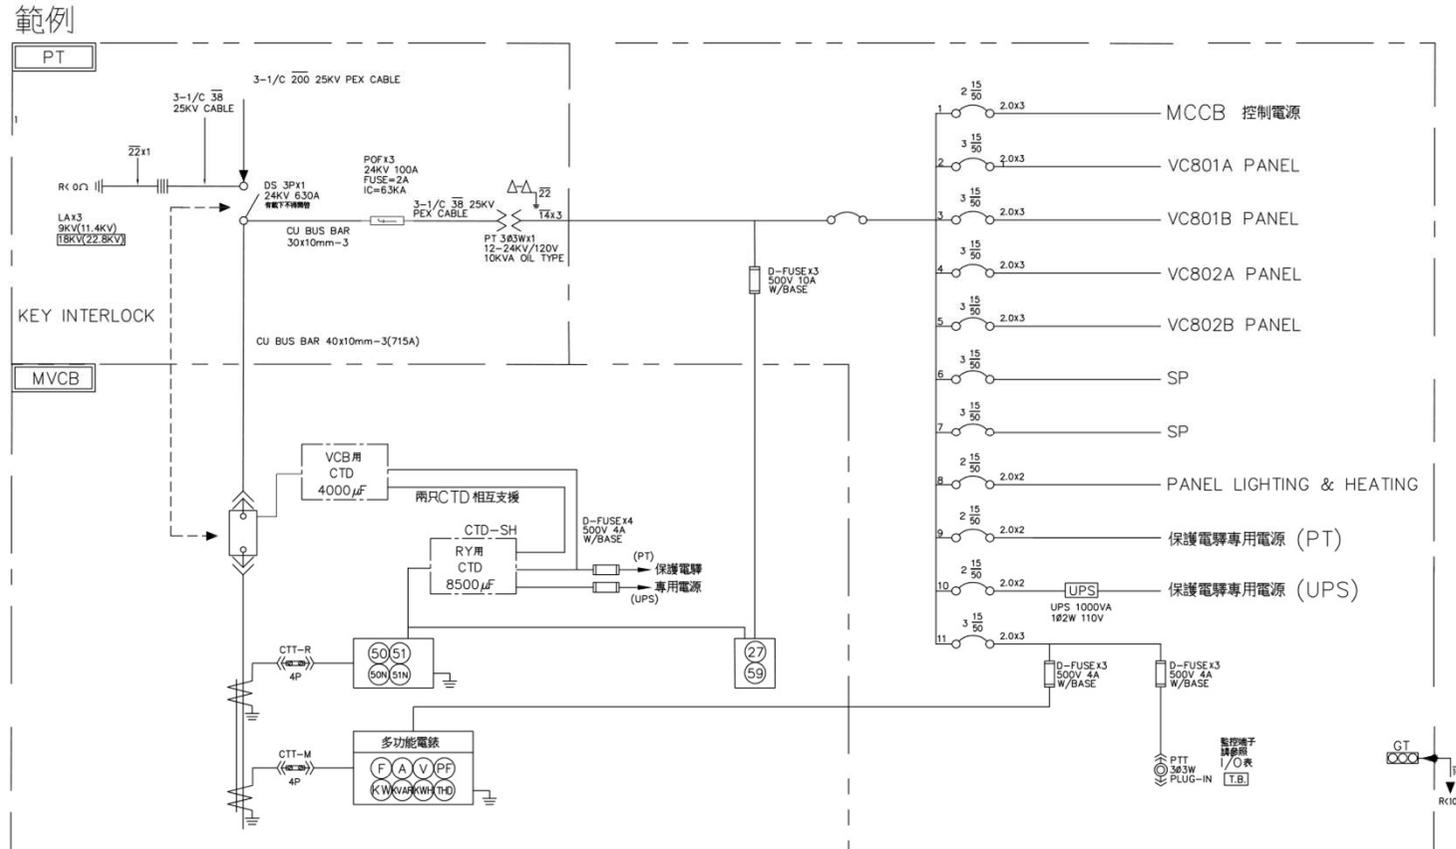 範例
PT
3-1/C 200 25KV PEX CABLE
3-1/C 38
25KV CABLE
1
22x1
R<0Ω
LAx3
9KV(11.4KV)
18KV(22.8KV)
DS 3Px1
24KV 630A
CU BUS BAR
30x10mm-3
POFx3
24KV 100A
FUSE=2A
IC=63KA
3-1/C 38 25KV
PEX CABLE
22
14x3
PT 3Ø3Wx1
12-24KV/120V
10KVA OIL TYPE
D-FUSEx3
500V 10A
W/BASE
KEY INTERLOCK
CU BUS BAR 40x10mm-3(715A)
MVCB
VCB用
CTD
4000μF
兩只CTD相互支援
CTD-SH
RY用
CTD
8500μF
D-FUSEx4
500V 4A
W/BASE
(PT)
保護電驛
專用電源
(UPS)
CTT-R
4P
50 51
50N 51N
27
59
CTT-M
4P
多功能電錶
F A V PF
KW KVAR KWH THD
1 2 15/50 2.0x3 MCCB 控制電源
2 3 15/50 2.0x3 VC801A PANEL
3 3 15/50 2.0x3 VC801B PANEL
4 3 15/50 2.0x3 VC802A PANEL
5 3 15/50 2.0x3 VC802B PANEL
6 3 15/50 SP
7 3 15/50 SP
8 2 15/50 2.0x2 PANEL LIGHTING & HEATING
9 2 15/50 2.0x2 保護電驛專用電源 (PT)
10 2 15/50 2.0x2 UPS 保護電驛專用電源 (UPS)
UPS 1000VA
1Ø2W 110V
11 3 15/50 2.0x3
D-FUSEx3
500V 4A
W/BASE
D-FUSEx3
500V 4A
W/BASE
PTT
3Ø3W
PLUG-IN
監控端子
請參照
I/O表
T.B.
GT
R<10